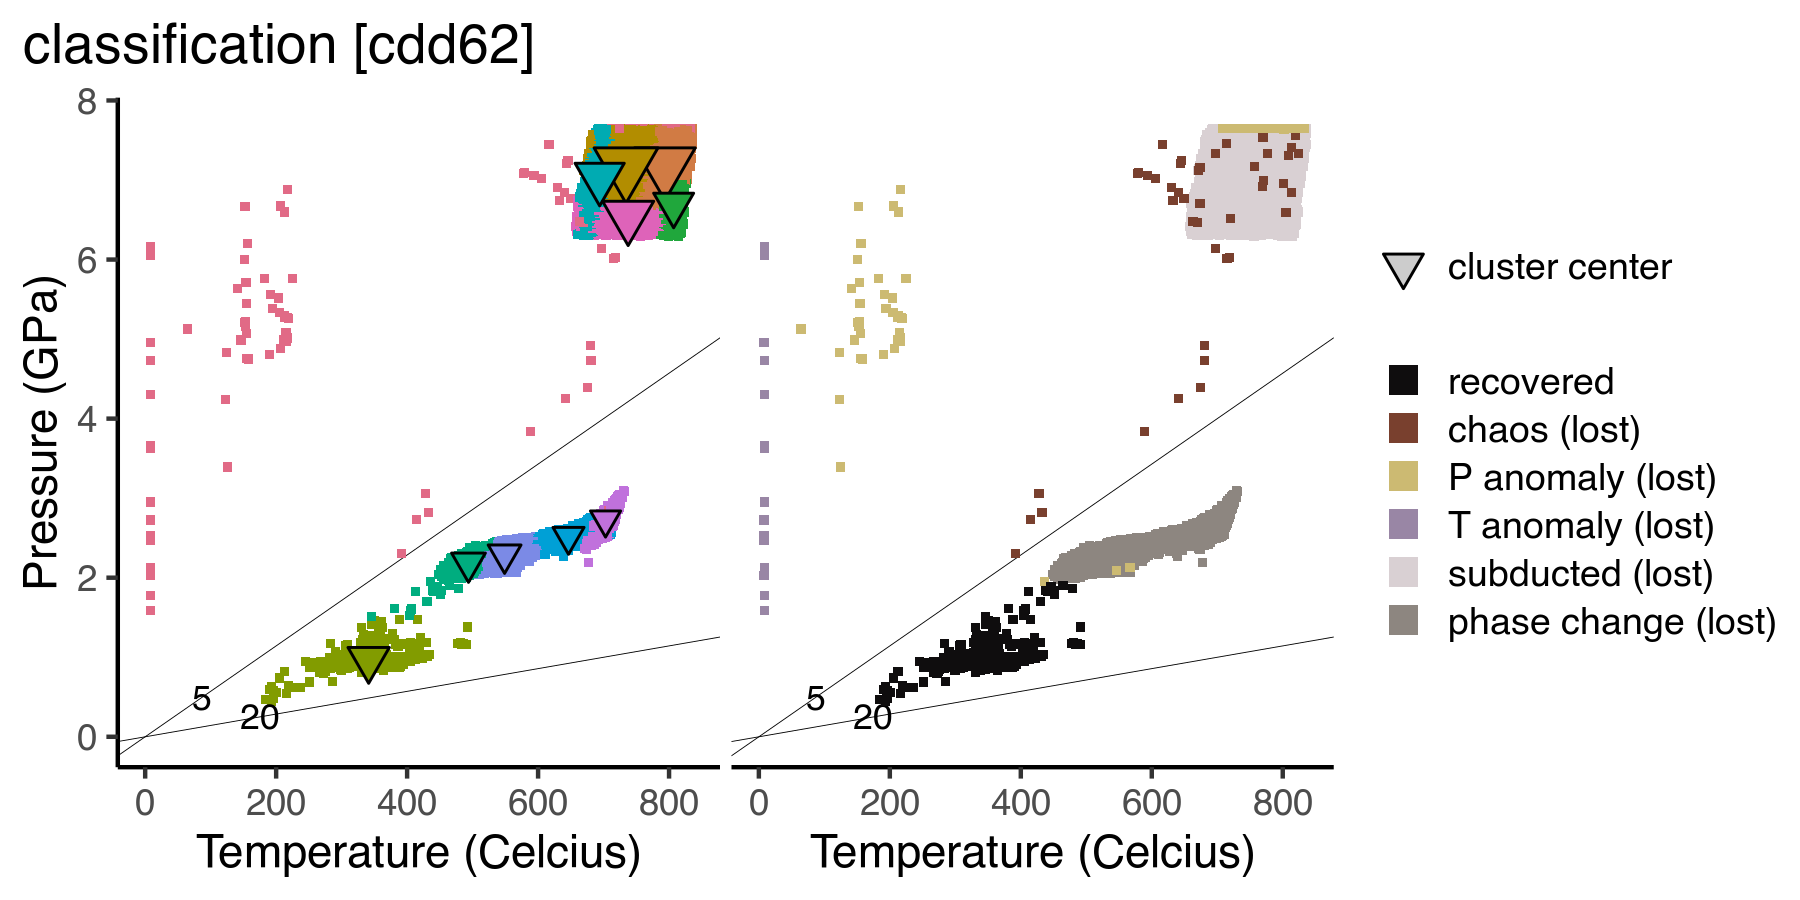 classification [cdd62]
Pressure (GPa)
8
6
4
2
0
5
20
0 200 400 600 800
Temperature (Celcius)
5
20
0 200 400 600 800
Temperature (Celcius)
cluster center
recovered
chaos (lost)
P anomaly (lost)
T anomaly (lost)
subducted (lost)
phase change (lost)